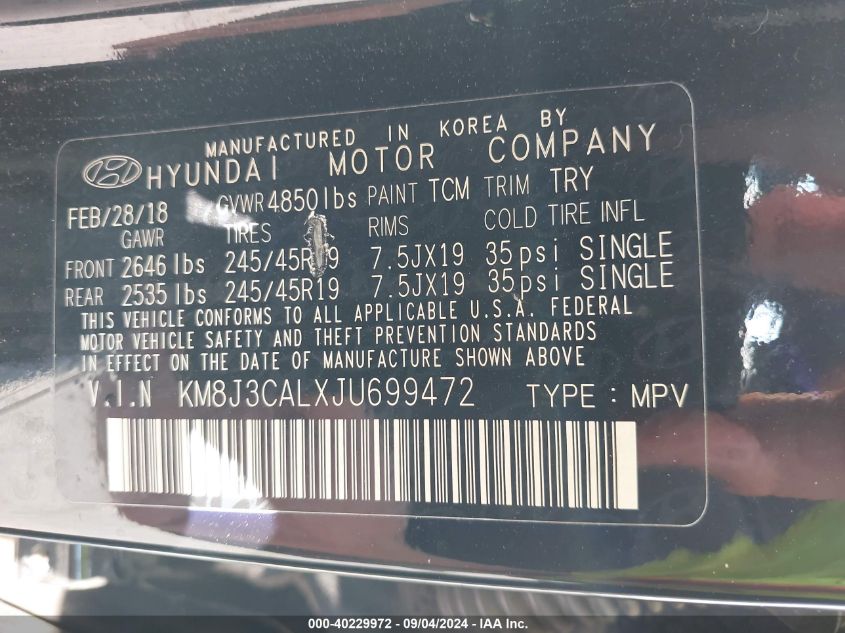 MANUFACTURED IN KOREA BY
HYUNDAI MOTOR COMPANY
FEB/28/18 GVWR 4850 lbs PAINT TCM TRIM TRY
GAWR TIRES RIMS COLD TIRE INFL
FRONT 2646 lbs 245/45R19 7.5JX19 35 psi SINGLE
REAR 2535 lbs 245/45R19 7.5JX19 35 psi SINGLE
THIS VEHICLE CONFORMS TO ALL APPLICABLE U.S.A. FEDERAL
MOTOR VEHICLE SAFETY AND THEFT PREVENTION STANDARDS
IN EFFECT ON THE DATE OF MANUFACTURE SHOWN ABOVE
V.I.N KM8J3CALXJU699472 TYPE : MPV
000-40229972 - 09/04/2024 - IAA Inc.